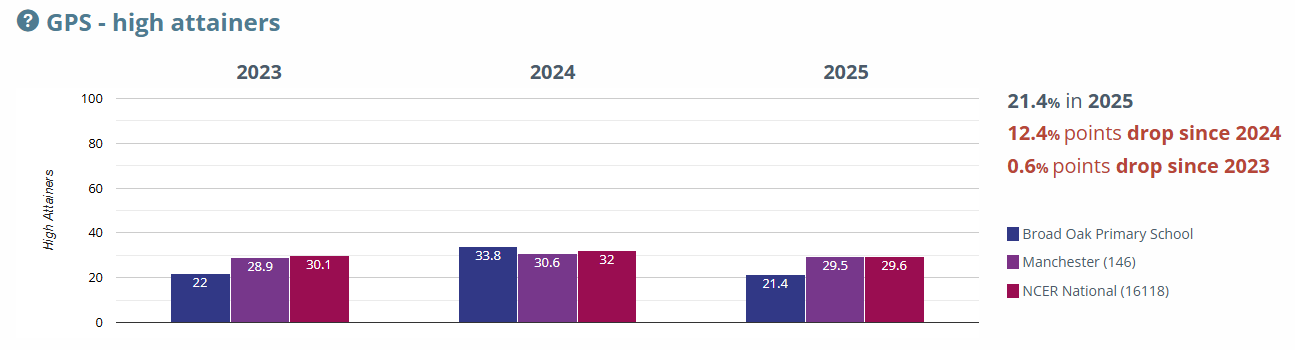 ? GPS - high attainers
2023 2024 2025
100
80
60
40
20
0
High Attainers
22 28.9 30.1
33.8 30.6 32
21.4 29.5 29.6
21.4% in 2025
12.4% points drop since 2024
0.6% points drop since 2023
Broad Oak Primary School
Manchester (146)
NCER National (16118)